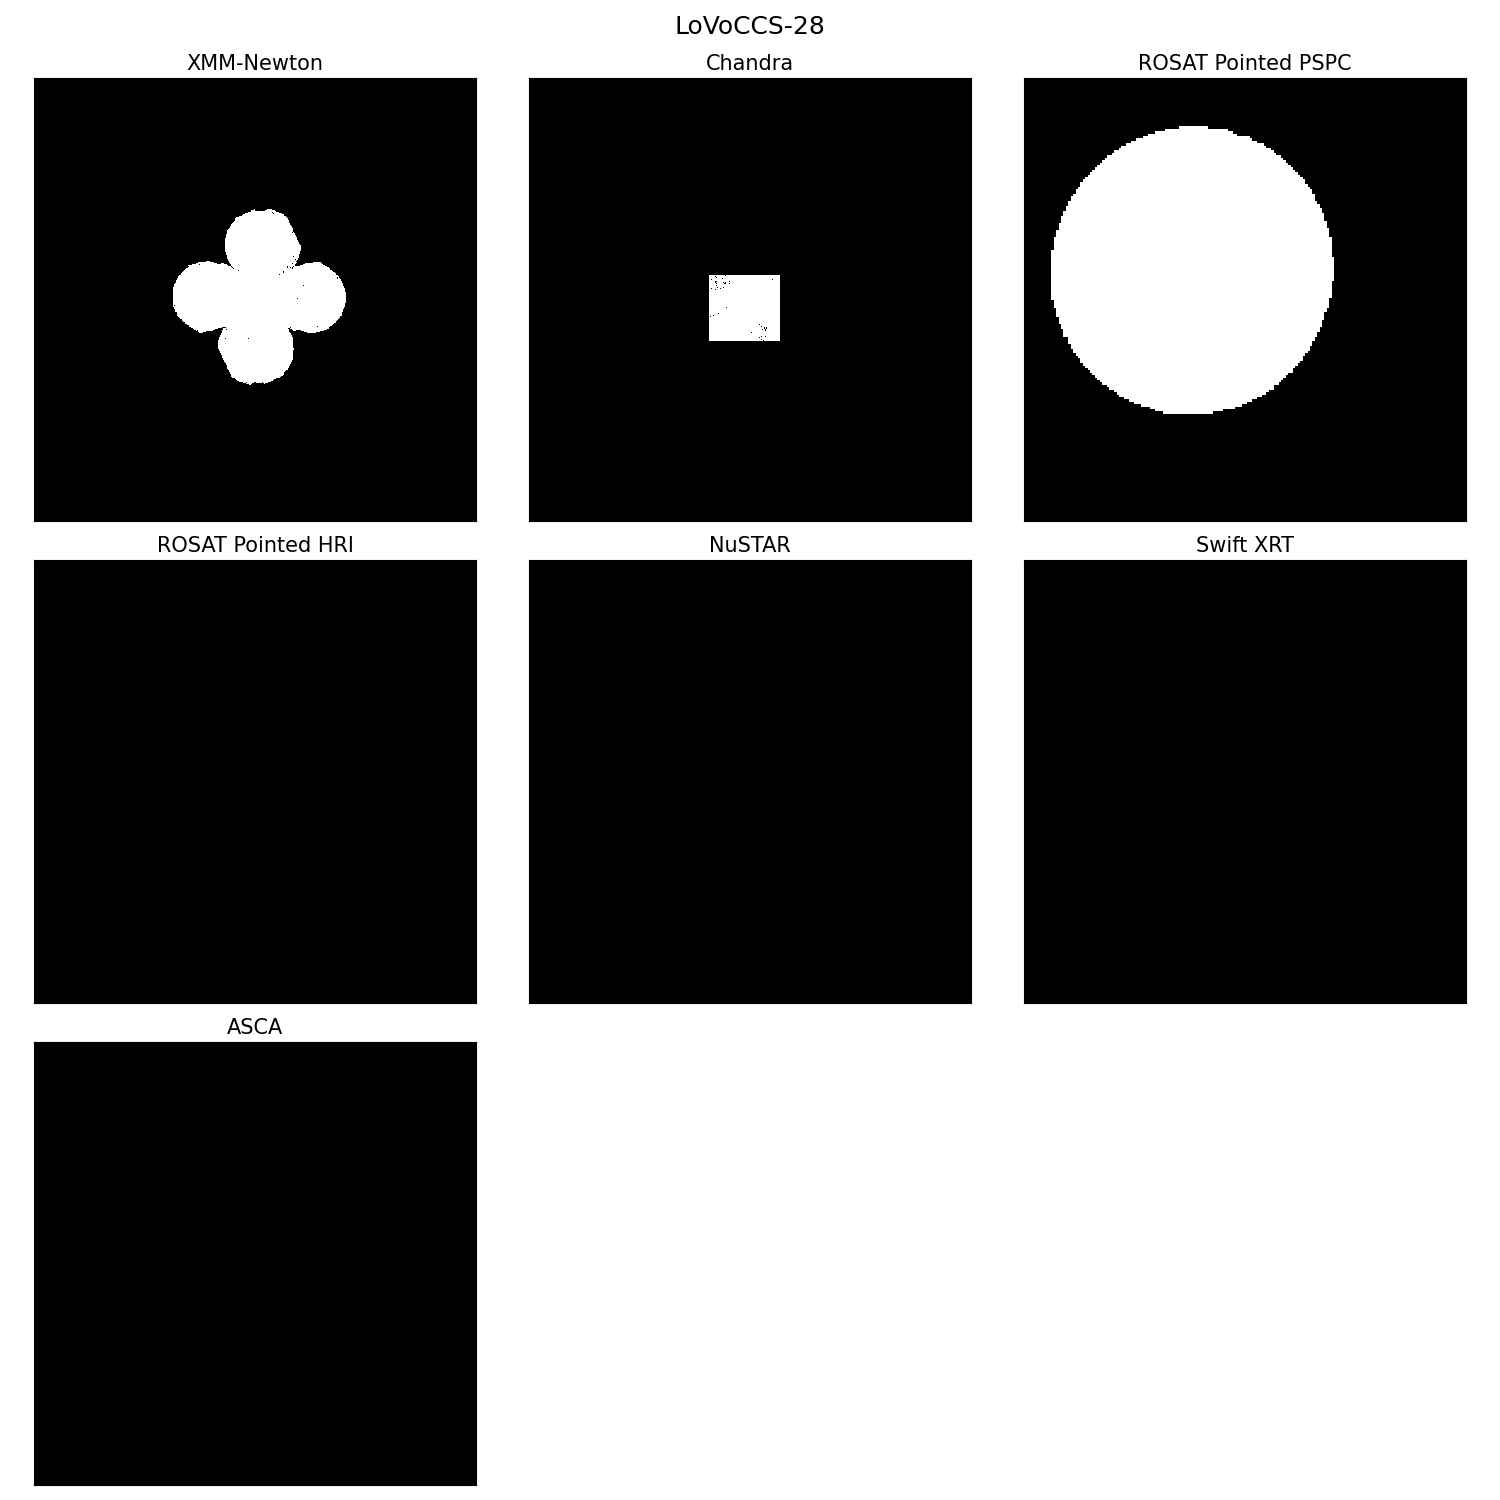 LoVoCCS-28
XMM-Newton
Chandra
ROSAT Pointed PSPC
ROSAT Pointed HRI
NuSTAR
Swift XRT
ASCA